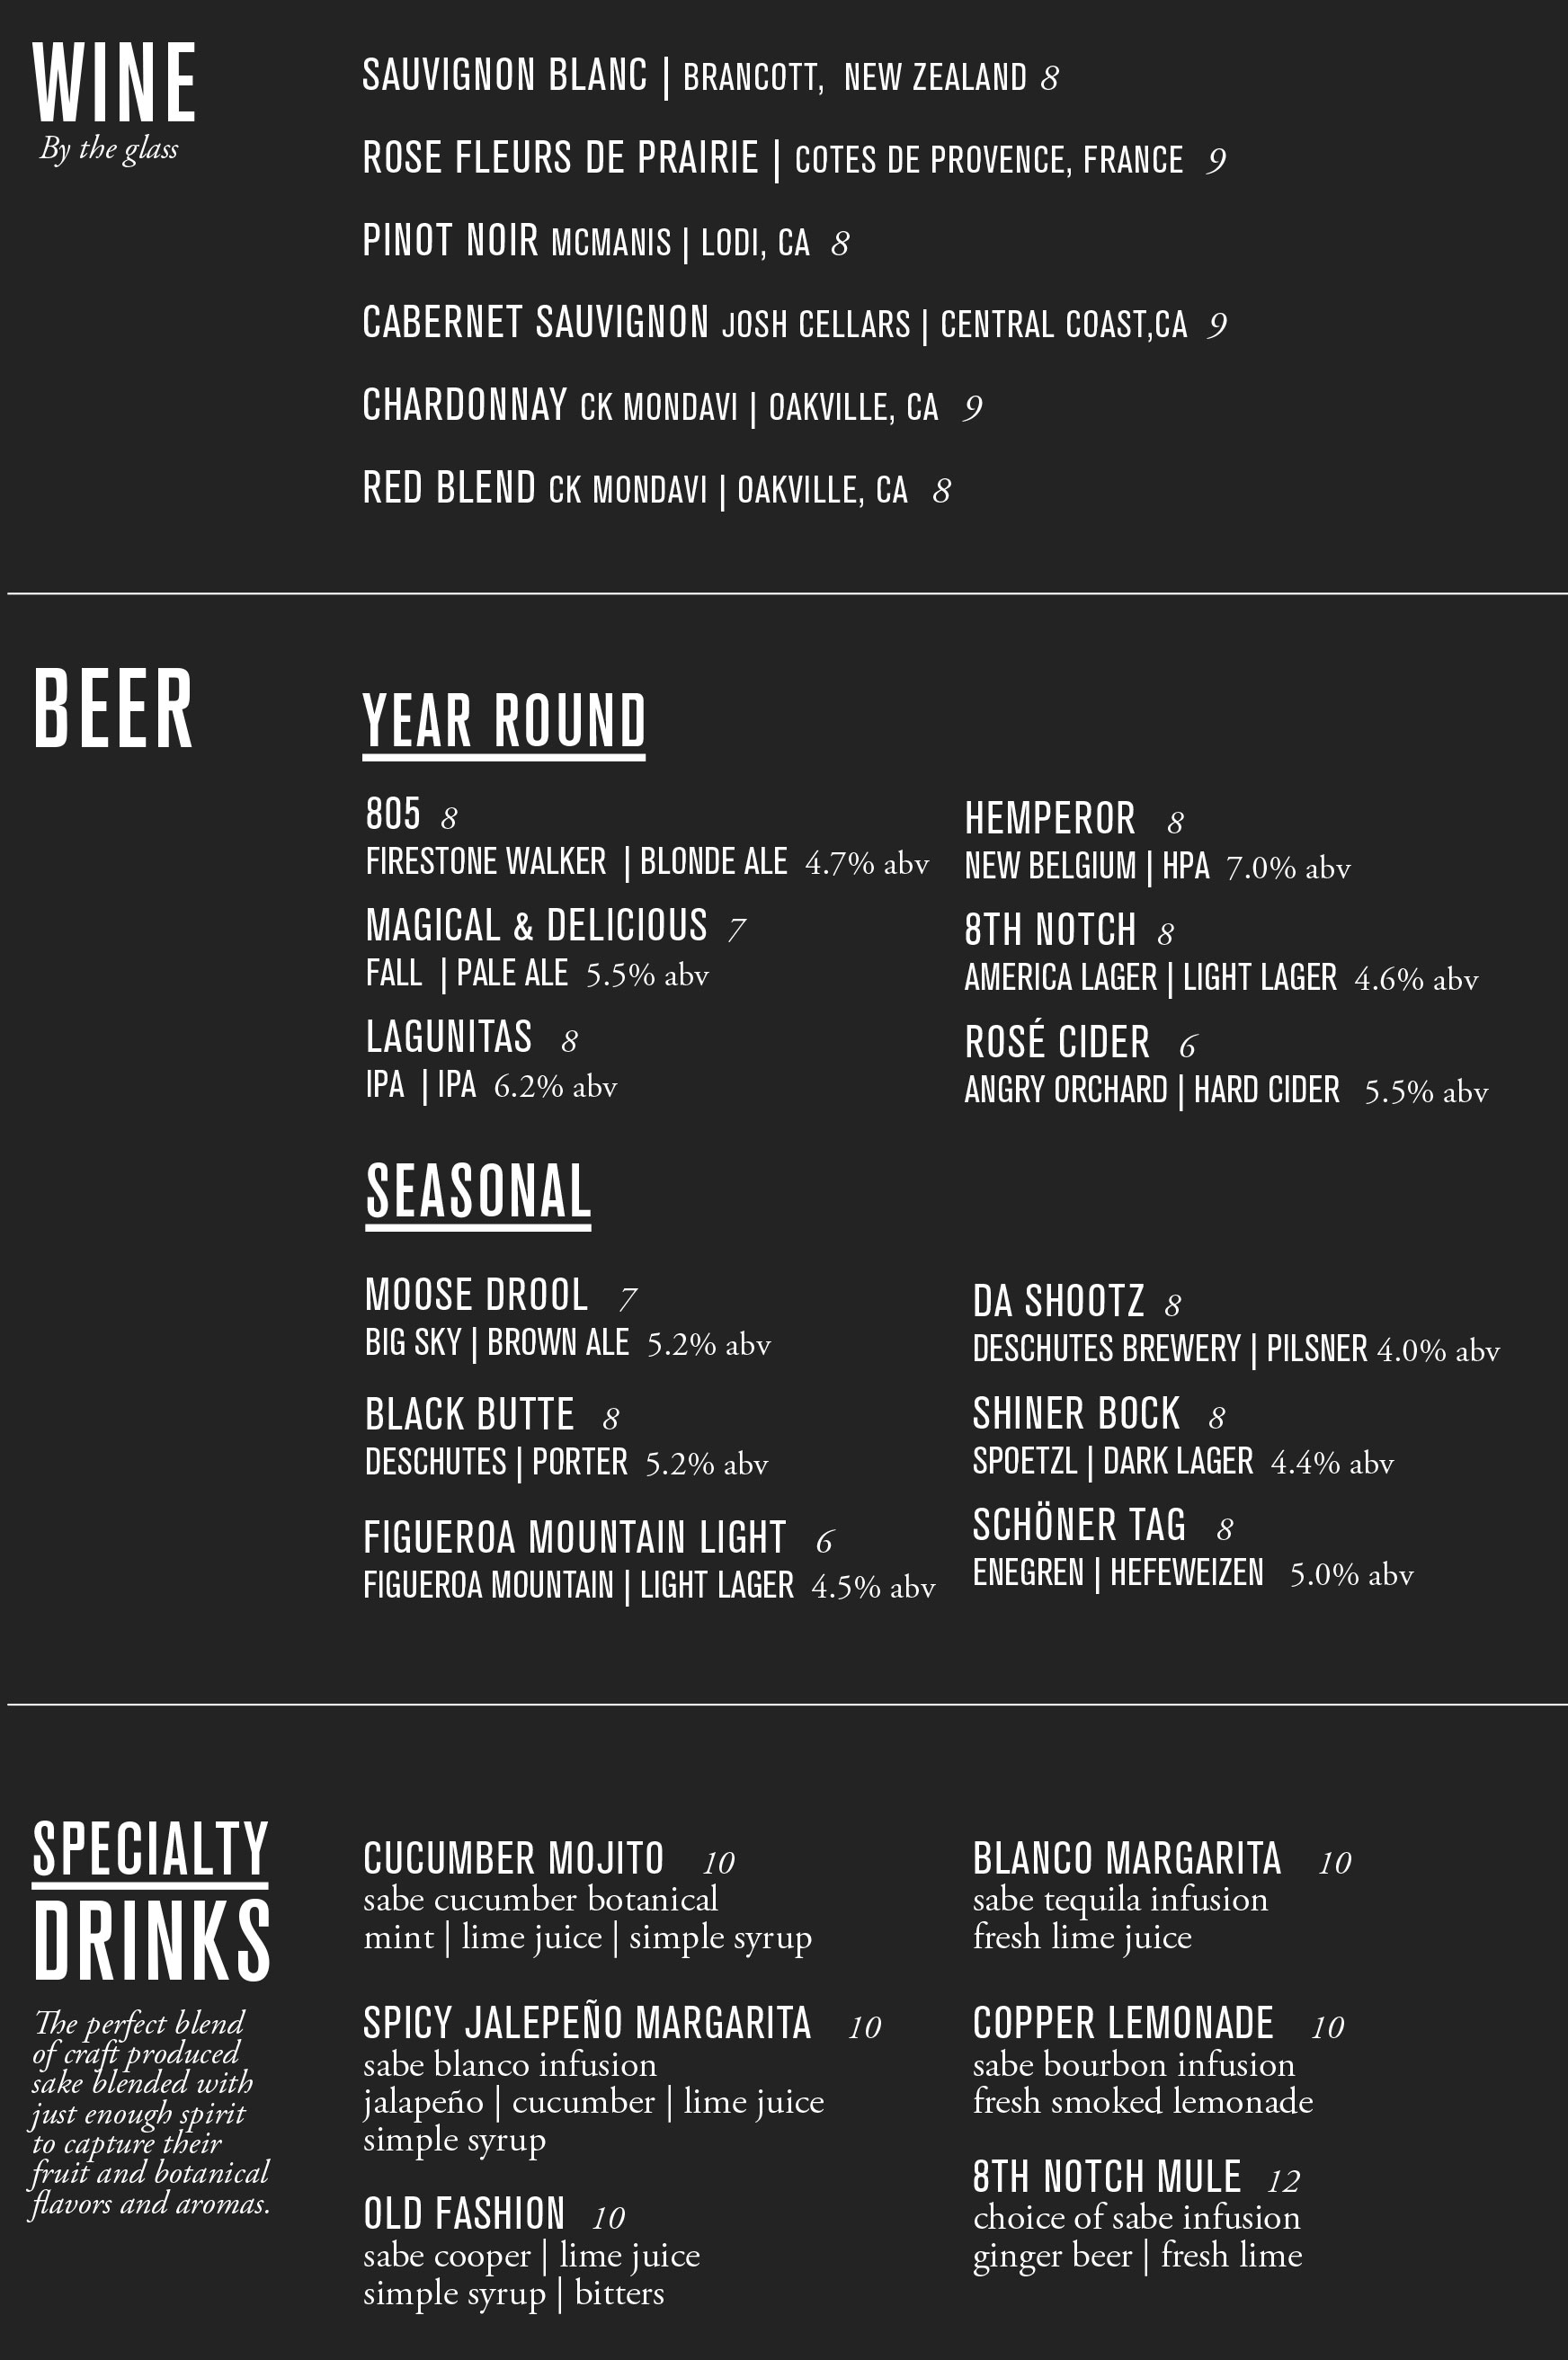 WINE
By the glass
SAUVIGNON BLANC | BRANCOTT, NEW ZEALAND 8
ROSE FLEURS DE PRAIRIE | COTES DE PROVENCE, FRANCE 9
PINOT NOIR MCMANIS | LODI, CA 8
CABERNET SAUVIGNON JOSH CELLARS | CENTRAL COAST,CA 9
CHARDONNAY CK MONDAVI | OAKVILLE, CA 9
RED BLEND CK MONDAVI | OAKVILLE, CA 8
BEER
YEAR ROUND
805 8
FIRESTONE WALKER | BLONDE ALE 4.7% abv
MAGICAL & DELICIOUS 7
FALL | PALE ALE 5.5% abv
LAGUNITAS 8
IPA | IPA 6.2% abv
HEMPEROR 8
NEW BELGIUM | HPA 7.0% abv
8TH NOTCH 8
AMERICA LAGER | LIGHT LAGER 4.6% abv
ROSÉ CIDER 6
ANGRY ORCHARD | HARD CIDER 5.5% abv
SEASONAL
MOOSE DROOL 7
BIG SKY | BROWN ALE 5.2% abv
BLACK BUTTE 8
DESCHUTES | PORTER 5.2% abv
FIGUEROA MOUNTAIN LIGHT 6
FIGUEROA MOUNTAIN | LIGHT LAGER 4.5% abv
DA SHOOTZ 8
DESCHUTES BREWERY | PILSNER 4.0% abv
SHINER BOCK 8
SPOETZL | DARK LAGER 4.4% abv
SCHÖNER TAG 8
ENEGREN | HEFEWEIZEN 5.0% abv
SPECIALTY
DRINKS
The perfect blend
of craft produced
sake blended with
just enough spirit
to capture their
fruit and botanical
flavors and aromas.
CUCUMBER MOJITO 10
sabe cucumber botanical
mint | lime juice | simple syrup
SPICY JALEPEÑO MARGARITA 10
sabe blanco infusion
jalapeño | cucumber | lime juice
simple syrup
OLD FASHION 10
sabe cooper | lime juice
simple syrup | bitters
BLANCO MARGARITA 10
sabe tequila infusion
fresh lime juice
COPPER LEMONADE 10
sabe bourbon infusion
fresh smoked lemonade
8TH NOTCH MULE 12
choice of sabe infusion
ginger beer | fresh lime